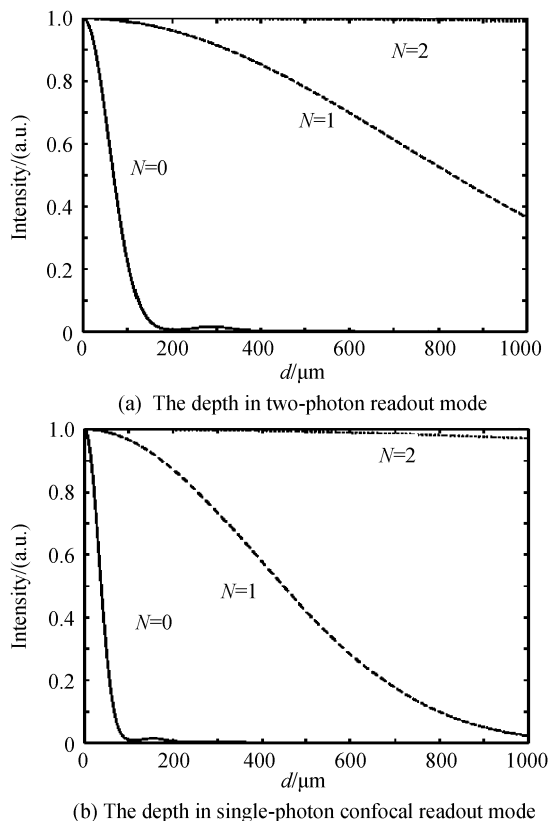 1.0
0.8
0.6
0.4
0.2
0
Intensity/(a.u.)
N=2
N=1
N=0
0 200 400 600 800 1000
d/μm
(a) The depth in two-photon readout mode
1.0
0.8
0.6
0.4
0.2
0
Intensity/(a.u.)
N=2
N=1
N=0
0 200 400 600 800 1000
d/μm
(b) The depth in single-photon confocal readout mode